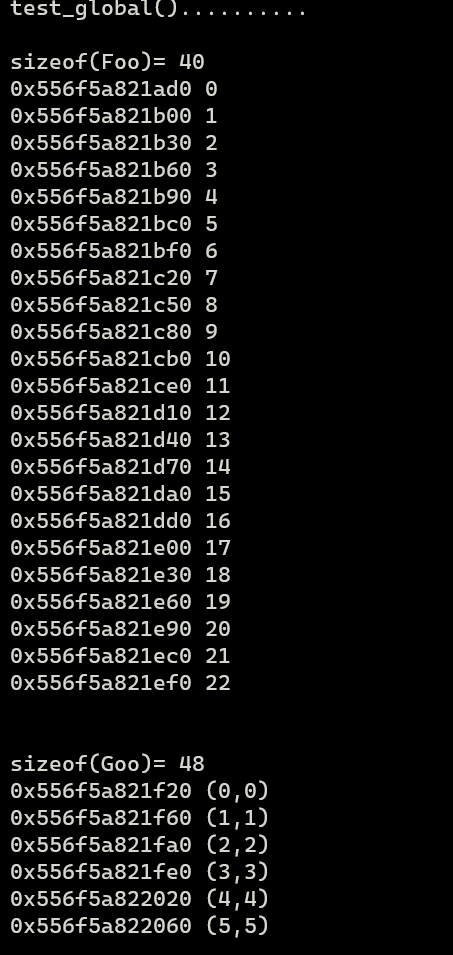 test_global()..........
sizeof(Foo)= 40
0x556f5a821ad0 0
0x556f5a821b00 1
0x556f5a821b30 2
0x556f5a821b60 3
0x556f5a821b90 4
0x556f5a821bc0 5
0x556f5a821bf0 6
0x556f5a821c20 7
0x556f5a821c50 8
0x556f5a821c80 9
0x556f5a821cb0 10
0x556f5a821ce0 11
0x556f5a821d10 12
0x556f5a821d40 13
0x556f5a821d70 14
0x556f5a821da0 15
0x556f5a821dd0 16
0x556f5a821e00 17
0x556f5a821e30 18
0x556f5a821e60 19
0x556f5a821e90 20
0x556f5a821ec0 21
0x556f5a821ef0 22
sizeof(Goo)= 48
0x556f5a821f20 (0,0)
0x556f5a821f60 (1,1)
0x556f5a821fa0 (2,2)
0x556f5a821fe0 (3,3)
0x556f5a822020 (4,4)
0x556f5a822060 (5,5)